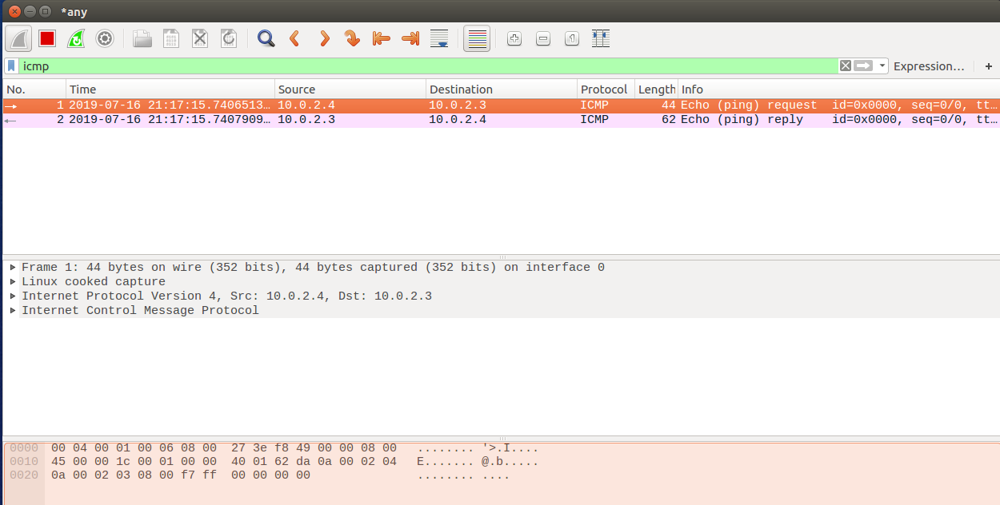 *any
icmp
Expression…
+
No. Time Source Destination Protocol Length Info
1 2019-07-16 21:17:15.7406513… 10.0.2.4 10.0.2.3 ICMP 44 Echo (ping) request id=0x0000, seq=0/0, tt…
2 2019-07-16 21:17:15.7407909… 10.0.2.3 10.0.2.4 ICMP 62 Echo (ping) reply id=0x0000, seq=0/0, tt…
Frame 1: 44 bytes on wire (352 bits), 44 bytes captured (352 bits) on interface 0
Linux cooked capture
Internet Protocol Version 4, Src: 10.0.2.4, Dst: 10.0.2.3
Internet Control Message Protocol
0000 00 04 00 01 00 06 08 00 27 3e f8 49 00 00 08 00 ........ '>.I....
0010 45 00 00 1c 00 01 00 00 40 01 62 da 0a 00 02 04 E....... @.b.....
0020 0a 00 02 03 08 00 f7 ff 00 00 00 00 ........ ....